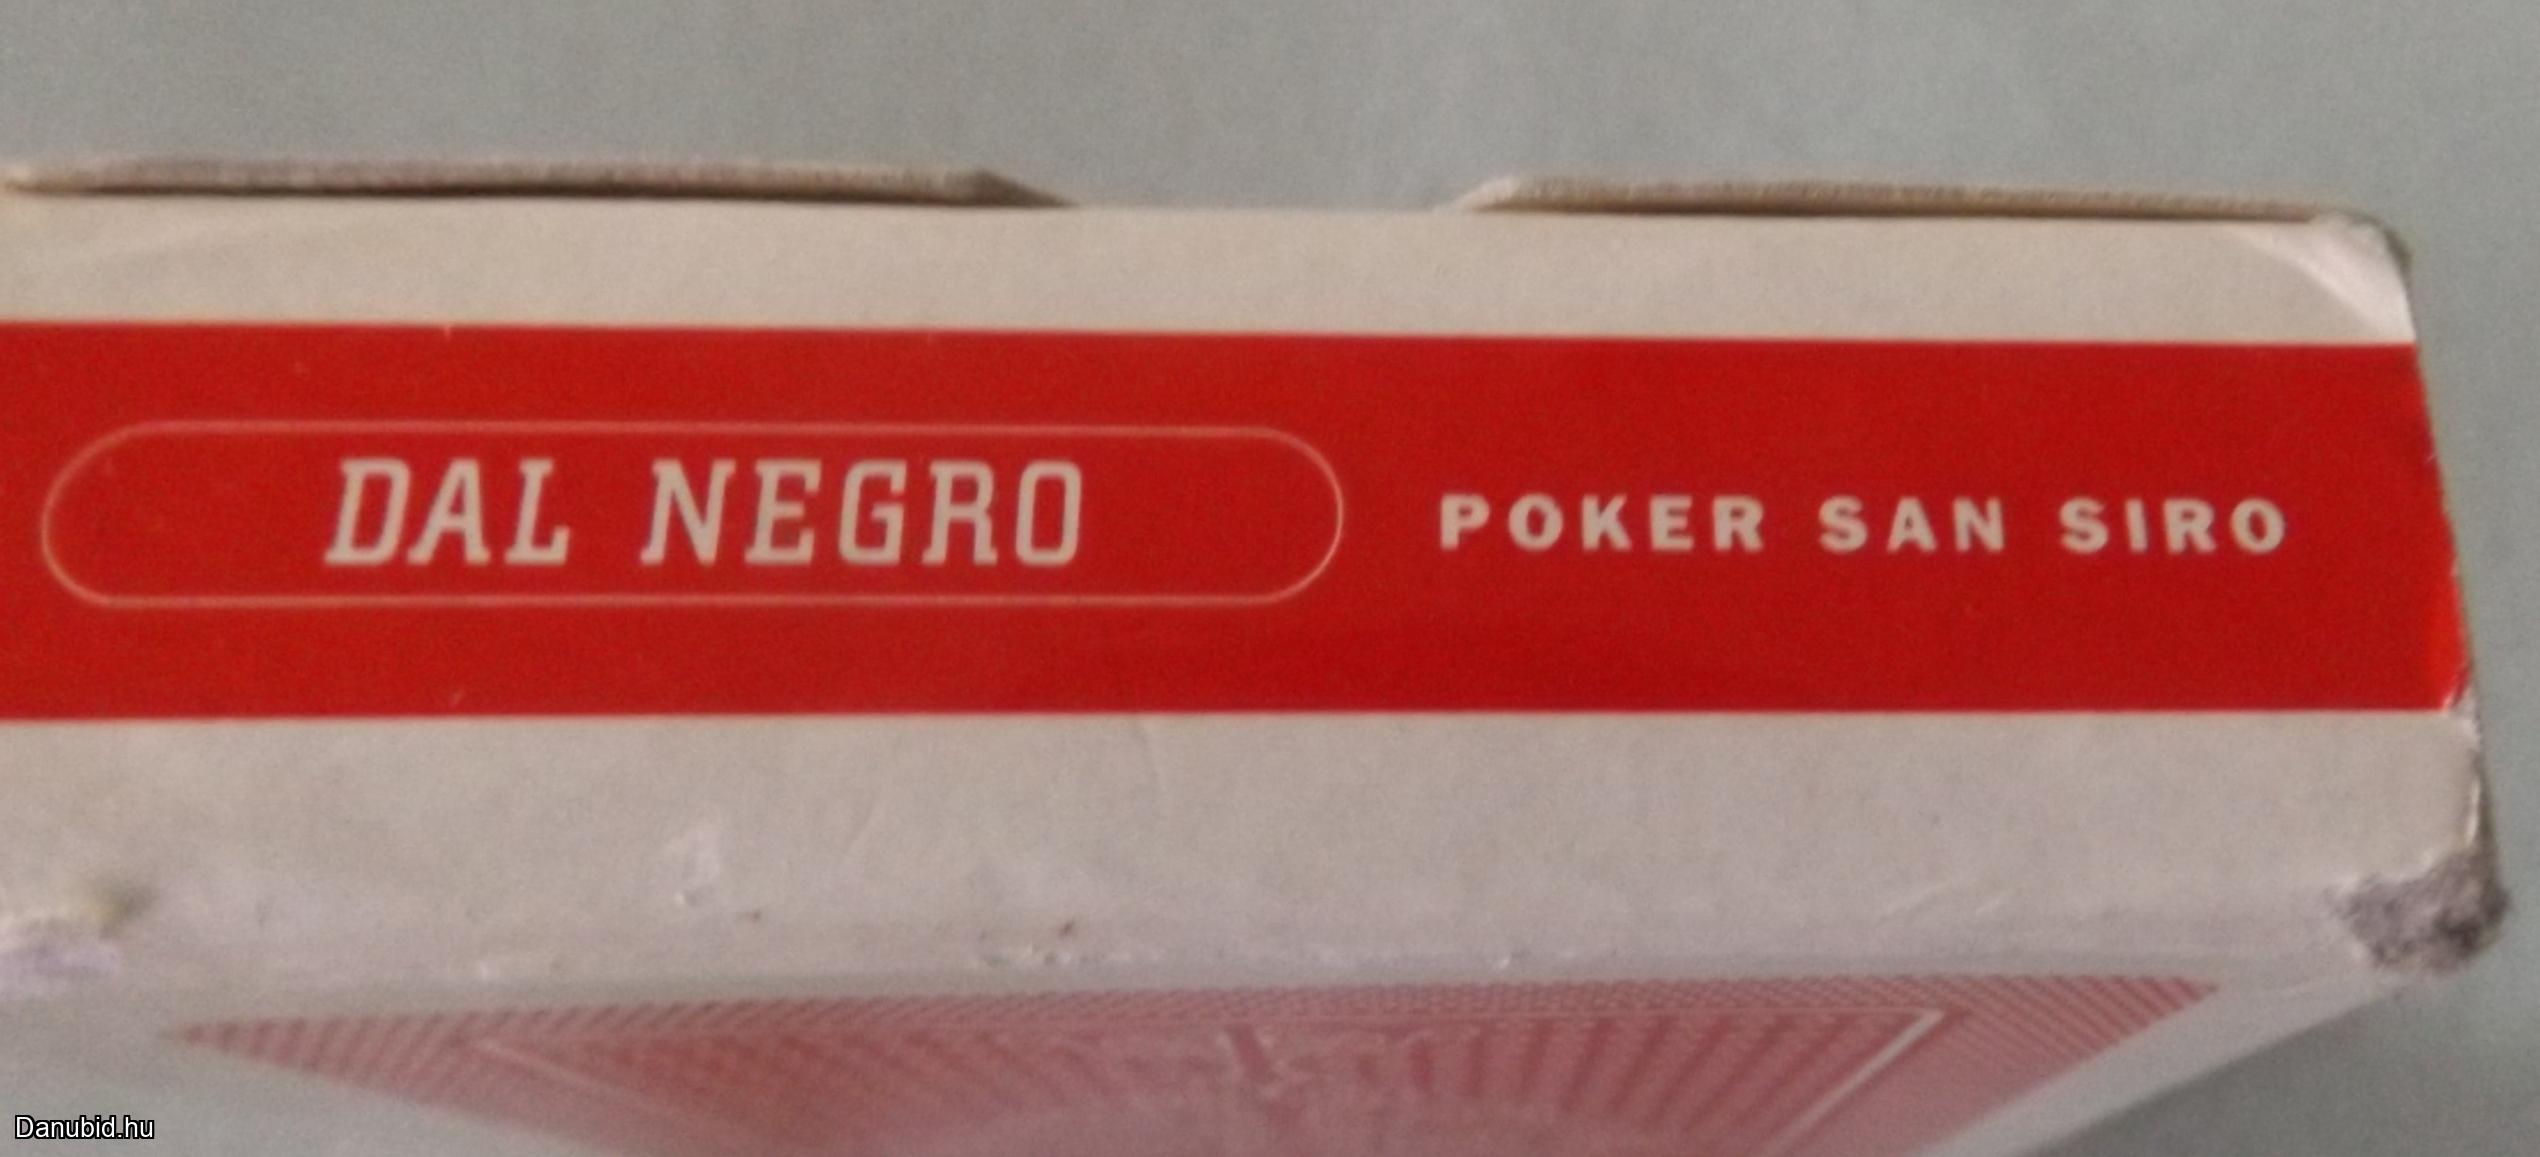 DAL NEGRO POKER SAN SIRO
Danubid.hu